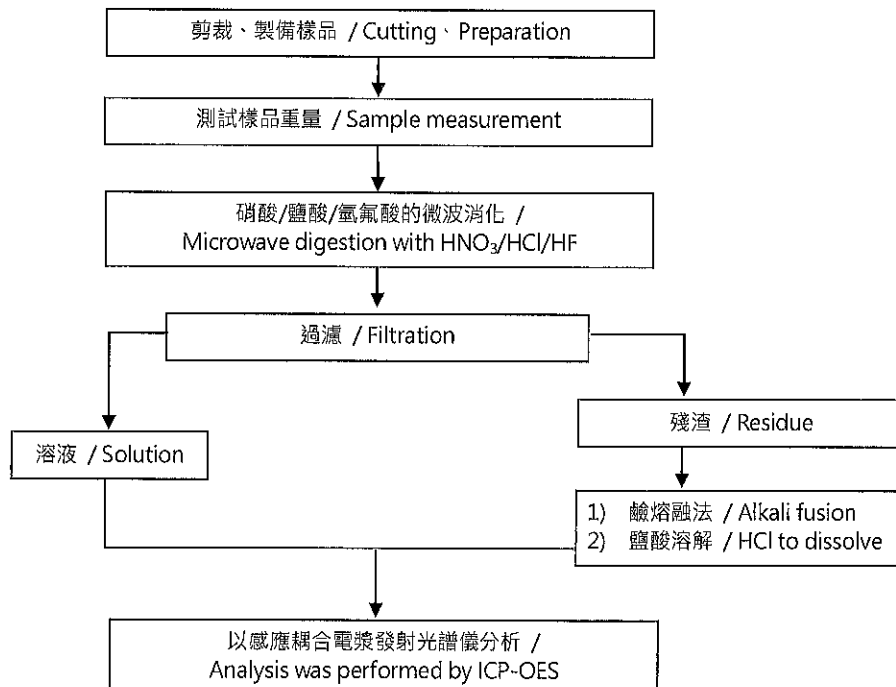 剪裁、製備樣品 / Cutting、Preparation
測試樣品重量 / Sample measurement
硝酸/鹽酸/氫氟酸的微波消化 /
Microwave digestion with HNO₃/HCl/HF
過濾 / Filtration
溶液 / Solution
殘渣 / Residue
1) 鹼熔融法 / Alkali fusion
2) 鹽酸溶解 / HCl to dissolve
以感應耦合電漿發射光譜儀分析 /
Analysis was performed by ICP-OES